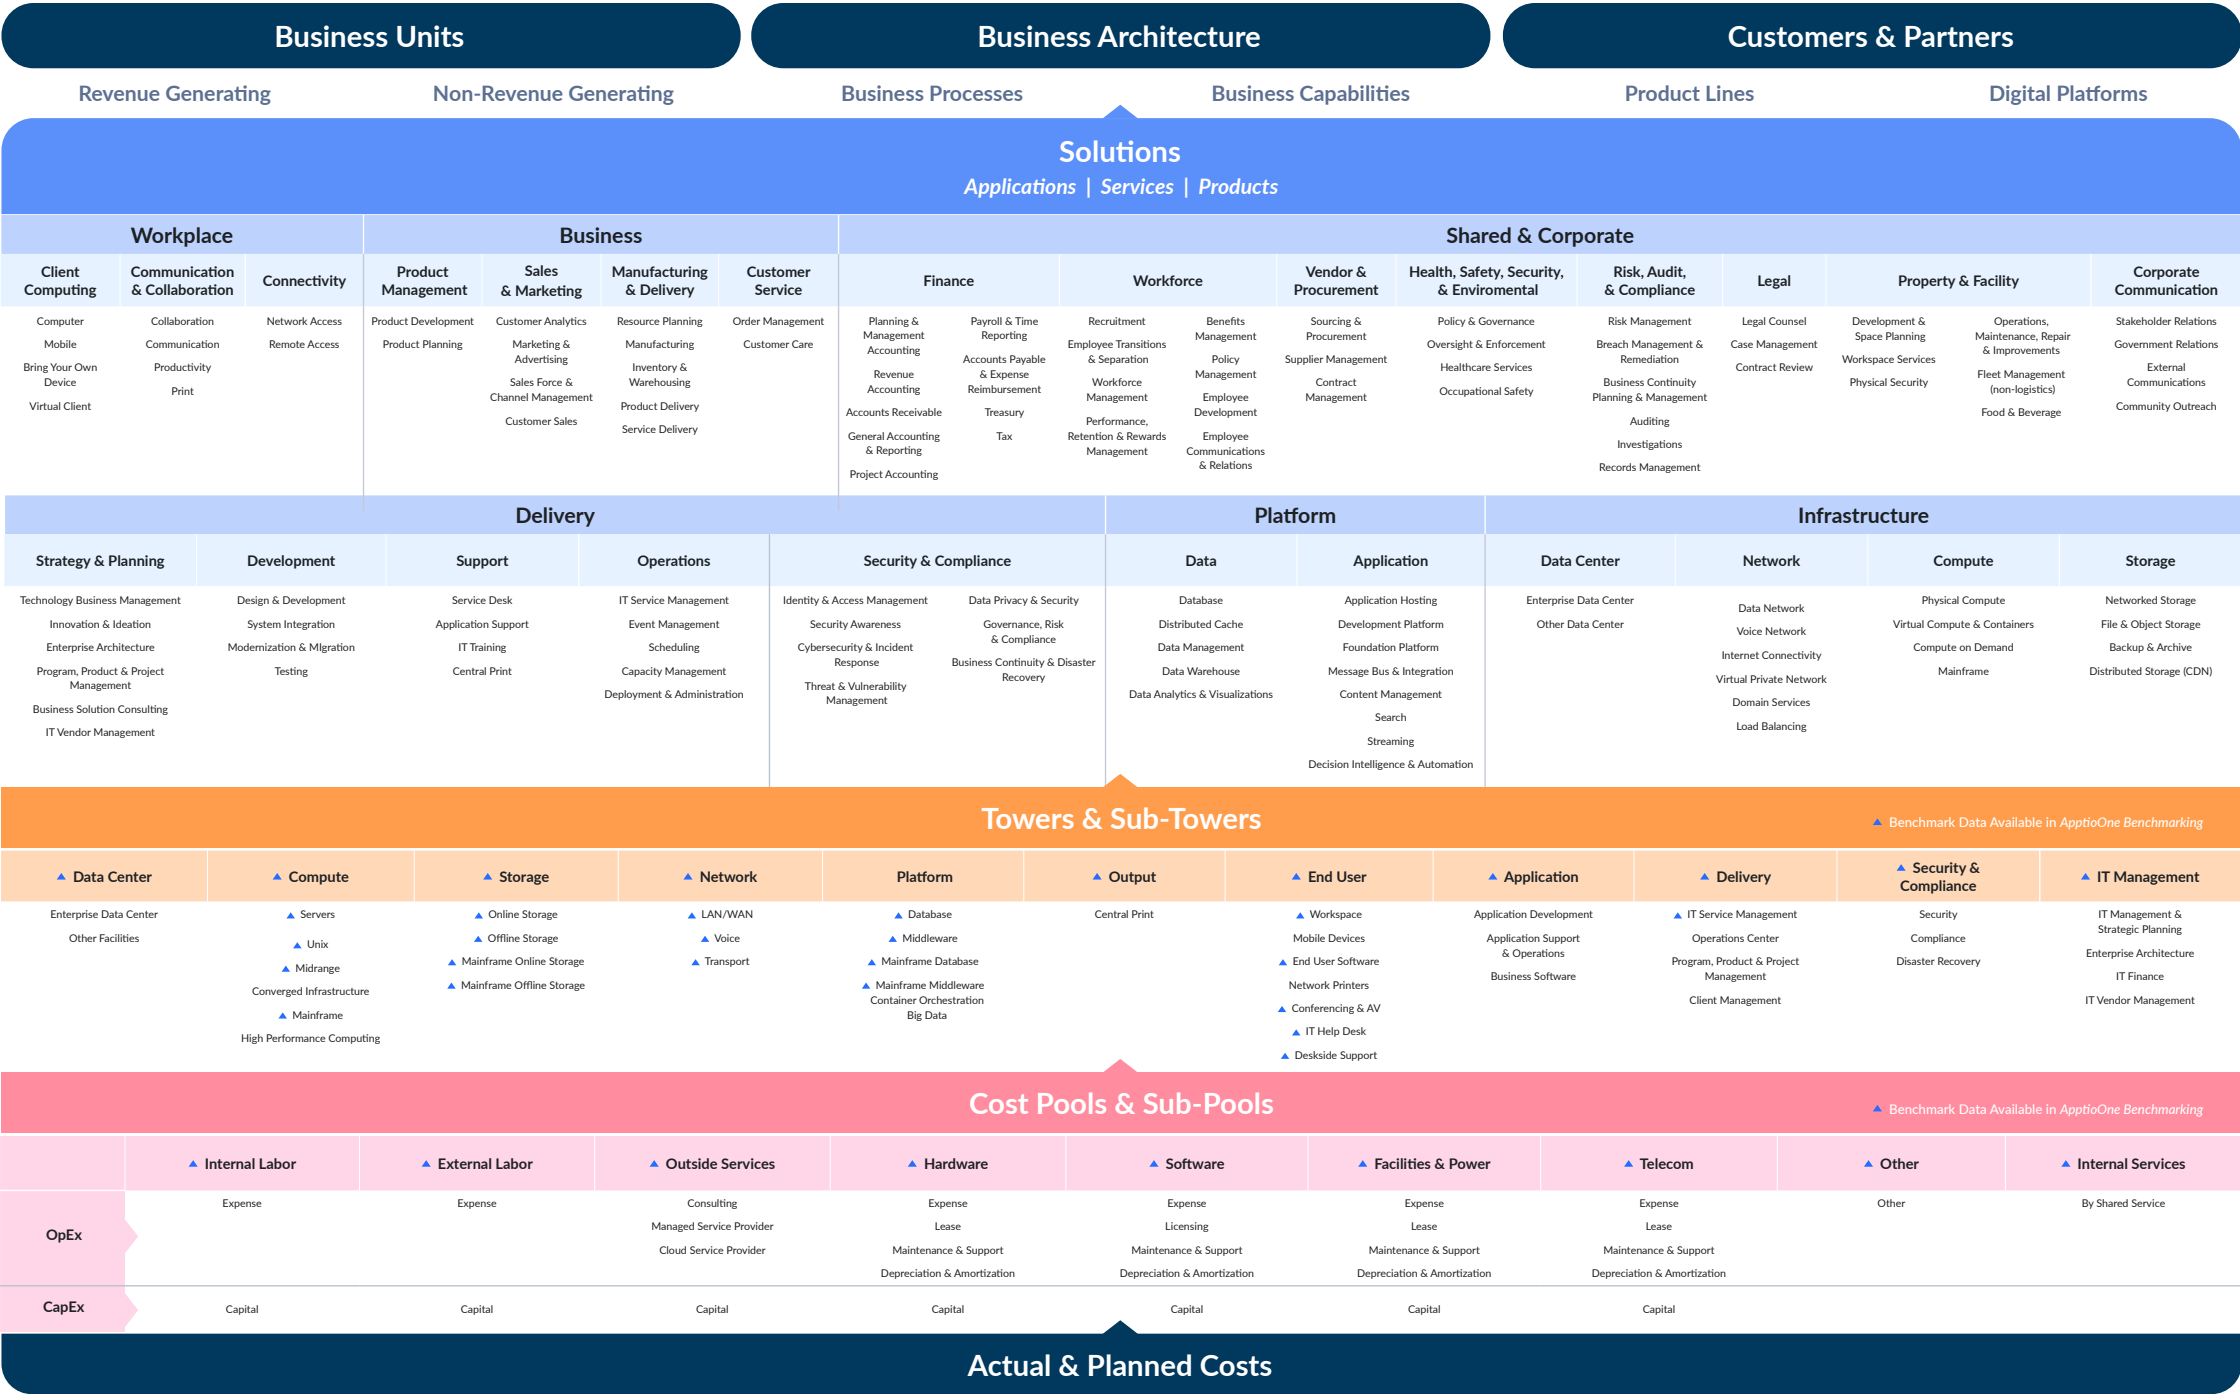 Business Units
Business Architecture
Customers & Partners
Revenue Generating
Non-Revenue Generating
Business Processes
Business Capabilities
Product Lines
Digital Platforms
Solutions
Applications | Services | Products
Workplace
Business
Shared & Corporate
Client
Computing
Communication
& Collaboration
Connectivity
Product
Management
Sales
& Marketing
Manufacturing
& Delivery
Customer
Service
Finance
Workforce
Vendor &
Procurement
Health, Safety, Security,
& Enviromental
Risk, Audit,
& Compliance
Legal
Property & Facility
Corporate
Communication
Computer
Mobile
Bring Your Own
Device
Virtual Client
Collaboration
Communication
Productivity
Print
Network Access
Remote Access
Product Development
Product Planning
Customer Analytics
Marketing &
Advertising
Sales Force &
Channel Management
Customer Sales
Resource Planning
Manufacturing
Inventory &
Warehousing
Product Delivery
Service Delivery
Order Management
Customer Care
Planning &
Management
Accounting
Revenue
Accounting
Accounts Receivable
General Accounting
& Reporting
Project Accounting
Payroll & Time
Reporting
Accounts Payable
& Expense
Reimbursement
Treasury
Tax
Recruitment
Employee Transitions
& Separation
Workforce
Management
Performance,
Retention & Rewards
Management
Benefits
Management
Policy
Management
Employee
Development
Employee
Communications
& Relations
Sourcing &
Procurement
Supplier Management
Contract
Management
Policy & Governance
Oversight & Enforcement
Healthcare Services
Occupational Safety
Risk Management
Breach Management &
Remediation
Business Continuity
Planning & Management
Auditing
Investigations
Records Management
Legal Counsel
Case Management
Contract Review
Development &
Space Planning
Workspace Services
Physical Security
Operations,
Maintenance, Repair
& Improvements
Fleet Management
(non-logistics)
Food & Beverage
Stakeholder Relations
Government Relations
External
Communications
Community Outreach
Delivery
Platform
Infrastructure
Strategy & Planning
Development
Support
Operations
Security & Compliance
Data
Application
Data Center
Network
Compute
Storage
Technology Business Management
Innovation & Ideation
Enterprise Architecture
Program, Product & Project
Management
Business Solution Consulting
IT Vendor Management
Design & Development
System Integration
Modernization & MIgration
Testing
Service Desk
Application Support
IT Training
Central Print
IT Service Management
Event Management
Scheduling
Capacity Management
Deployment & Administration
Identity & Access Management
Security Awareness
Cybersecurity & Incident
Response
Threat & Vulnerability
Management
Data Privacy & Security
Governance, Risk
& Compliance
Business Continuity & Disaster
Recovery
Database
Distributed Cache
Data Management
Data Warehouse
Data Analytics & Visualizations
Application Hosting
Development Platform
Foundation Platform
Message Bus & Integration
Content Management
Search
Streaming
Decision Intelligence & Automation
Enterprise Data Center
Other Data Center
Data Network
Voice Network
Internet Connectivity
Virtual Private Network
Domain Services
Load Balancing
Physical Compute
Virtual Compute & Containers
Compute on Demand
Mainframe
Networked Storage
File & Object Storage
Backup & Archive
Distributed Storage (CDN)
Towers & Sub-Towers
▲ Benchmark Data Available in ApptioOne Benchmarking
▲ Data Center
▲ Compute
▲ Storage
▲ Network
Platform
▲ Output
▲ End User
▲ Application
▲ Delivery
▲ Security &
Compliance
▲ IT Management
Enterprise Data Center
Other Facilities
▲ Servers
▲ Unix
▲ Midrange
Converged Infrastructure
▲ Mainframe
High Performance Computing
▲ Online Storage
▲ Offline Storage
▲ Mainframe Online Storage
▲ Mainframe Offline Storage
▲ LAN/WAN
▲ Voice
▲ Transport
▲ Database
▲ Middleware
▲ Mainframe Database
▲ Mainframe Middleware
Container Orchestration
Big Data
Central Print
▲ Workspace
Mobile Devices
▲ End User Software
Network Printers
▲ Conferencing & AV
▲ IT Help Desk
▲ Deskside Support
Application Development
Application Support
& Operations
Business Software
▲ IT Service Management
Operations Center
Program, Product & Project
Management
Client Management
Security
Compliance
Disaster Recovery
IT Management &
Strategic Planning
Enterprise Architecture
IT Finance
IT Vendor Management
Cost Pools & Sub-Pools
▲ Benchmark Data Available in ApptioOne Benchmarking
▲ Internal Labor
▲ External Labor
▲ Outside Services
▲ Hardware
▲ Software
▲ Facilities & Power
▲ Telecom
▲ Other
▲ Internal Services
OpEx
Expense
Expense
Consulting
Managed Service Provider
Cloud Service Provider
Expense
Lease
Maintenance & Support
Depreciation & Amortization
Expense
Licensing
Maintenance & Support
Depreciation & Amortization
Expense
Lease
Maintenance & Support
Depreciation & Amortization
Expense
Lease
Maintenance & Support
Depreciation & Amortization
Other
By Shared Service
CapEx
Capital
Capital
Capital
Capital
Capital
Capital
Capital
Actual & Planned Costs